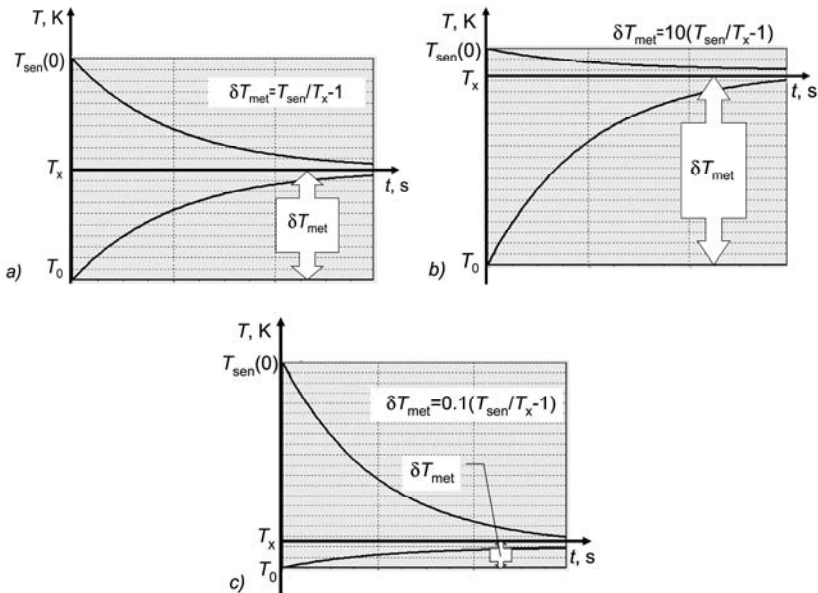 T, K
Tsen(0)
δTmet=Tsen/Tx-1
Tx
t, s
δTmet
T0
a)
T, K
δTmet=10(Tsen/Tx-1)
Tsen(0)
Tx
t, s
δTmet
T0
b)
T, K
Tsen(0)
δTmet=0.1(Tsen/Tx-1)
δTmet
Tx
t, s
T0
c)